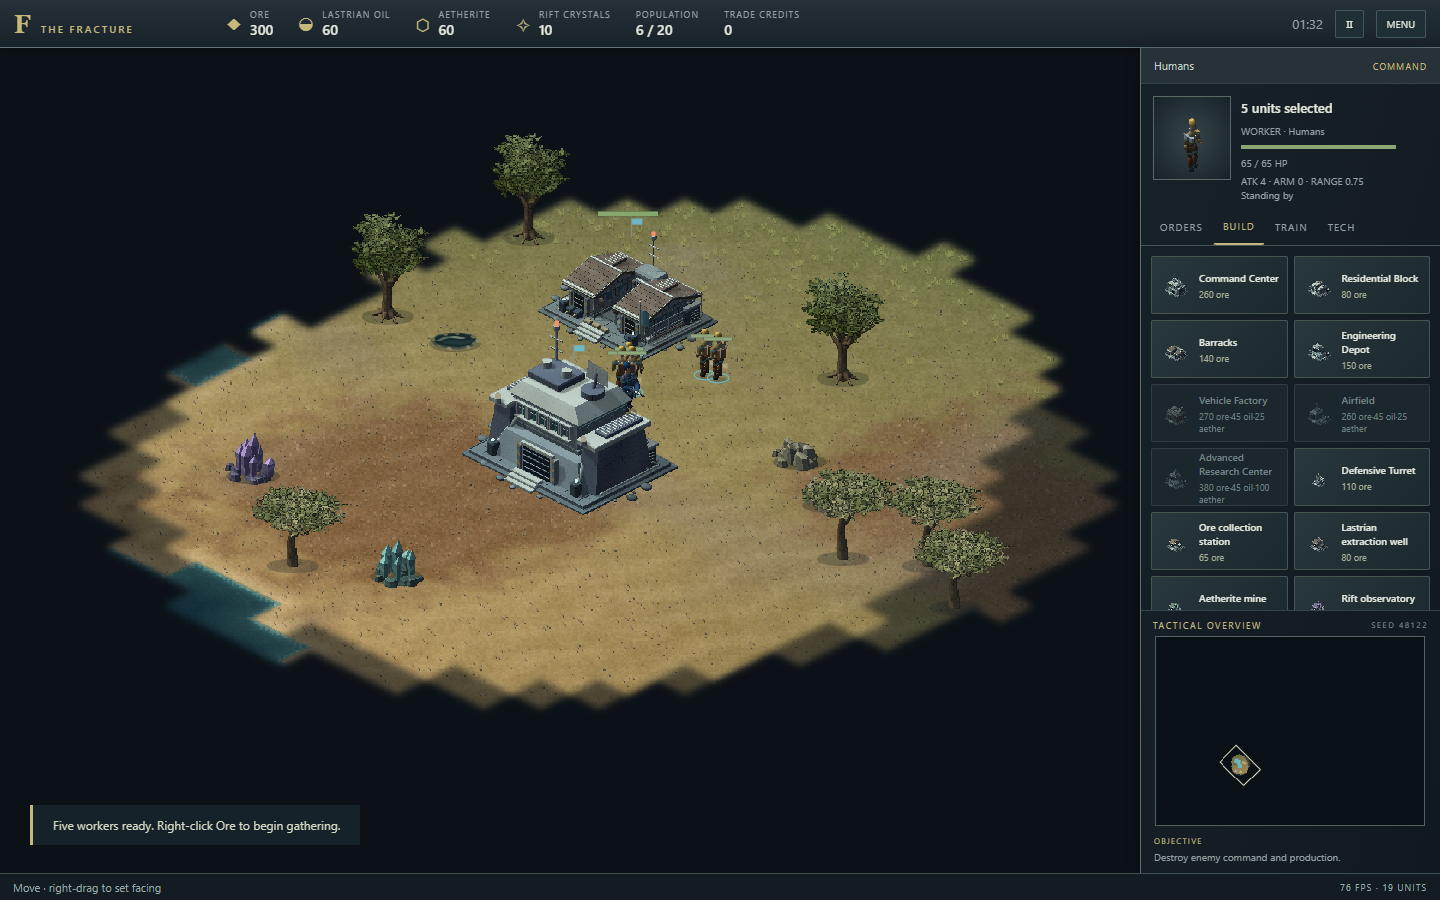 F THE FRACTURE
ORE
300
LASTRIAN OIL
60
AETHERITE
60
RIFT CRYSTALS
10
POPULATION
6 / 20
TRADE CREDITS
0
01:32
II
MENU
Humans
COMMAND
5 units selected
WORKER · Humans
65 / 65 HP
ATK 4 · ARM 0 · RANGE 0.75
Standing by
ORDERS BUILD TRAIN TECH
Command Center
260 ore
Residential Block
80 ore
Barracks
140 ore
Engineering
Depot
150 ore
Vehicle Factory
270 ore·45 oil·25
aether
Airfield
260 ore·45 oil·25
aether
Advanced
Research Center
380 ore·45 oil·100
aether
Defensive Turret
110 ore
Ore collection
station
65 ore
Lastrian
extraction well
80 ore
Aetherite mine
Rift observatory
TACTICAL OVERVIEW
SEED 48122
OBJECTIVE
Destroy enemy command and production.
Five workers ready. Right-click Ore to begin gathering.
Move · right-drag to set facing
76 FPS · 19 UNITS